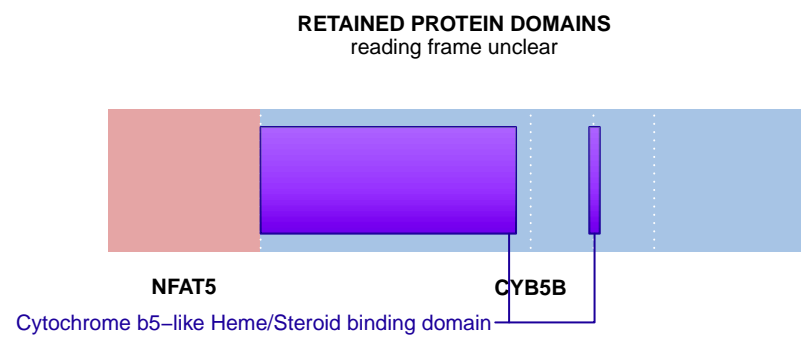 RETAINED PROTEIN DOMAINS
reading frame unclear
NFAT5 CYB5B
Cytochrome b5−like Heme/Steroid binding domain